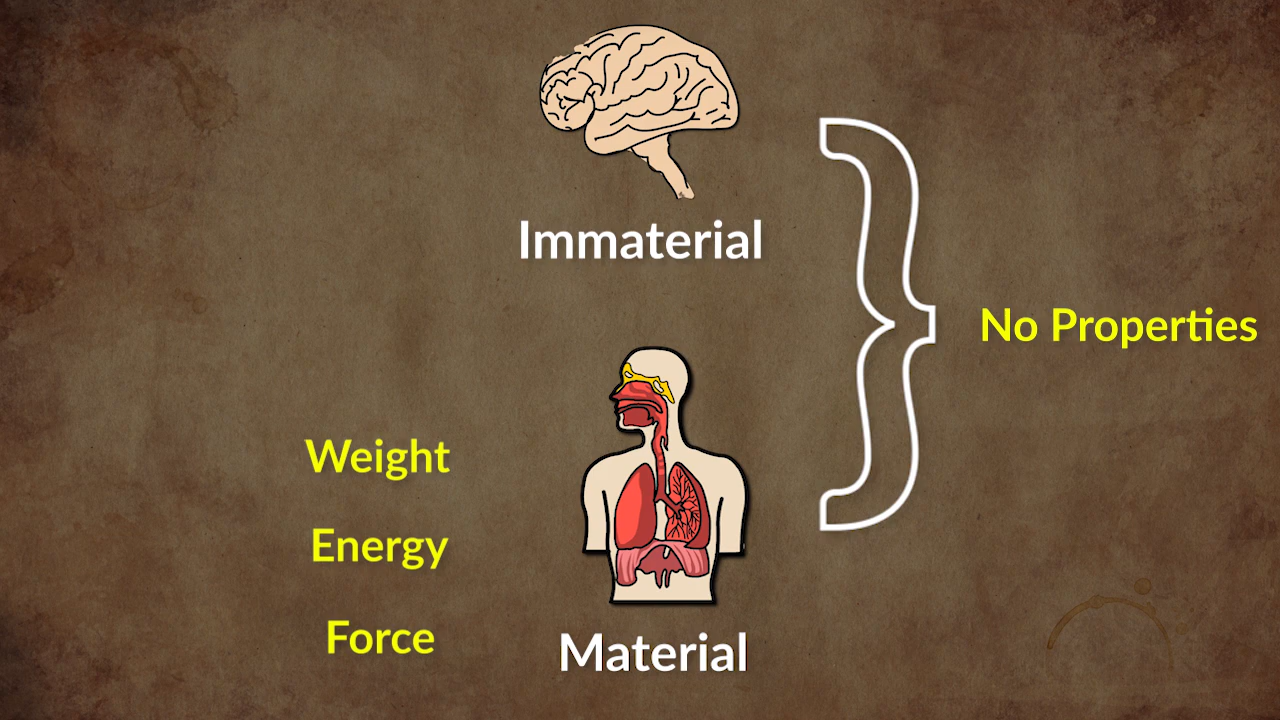 Immaterial
No Properties
Weight
Energy
Force
Material